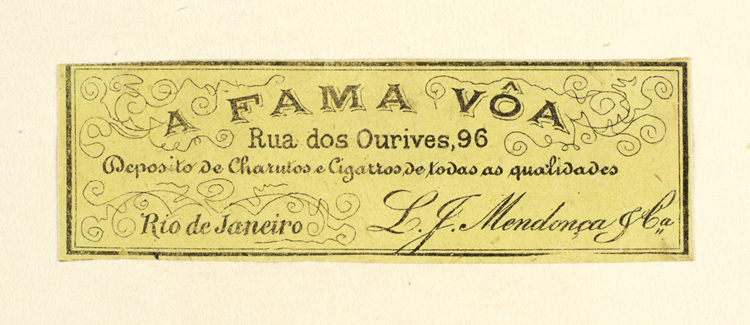 A FAMA VÔA
Rua dos Ourives, 96
Deposito de Charutos e Cigarros de todas as qualidades
Rio de Janeiro
L. J. Mendonça & Ca